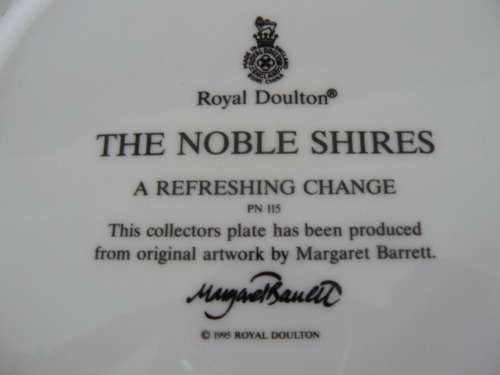 Royal Doulton®
THE NOBLE SHIRES
A REFRESHING CHANGE
PN 115
This collectors plate has been produced
from original artwork by Margaret Barrett.
Margaret Barrett
© 1995 ROYAL DOULTON